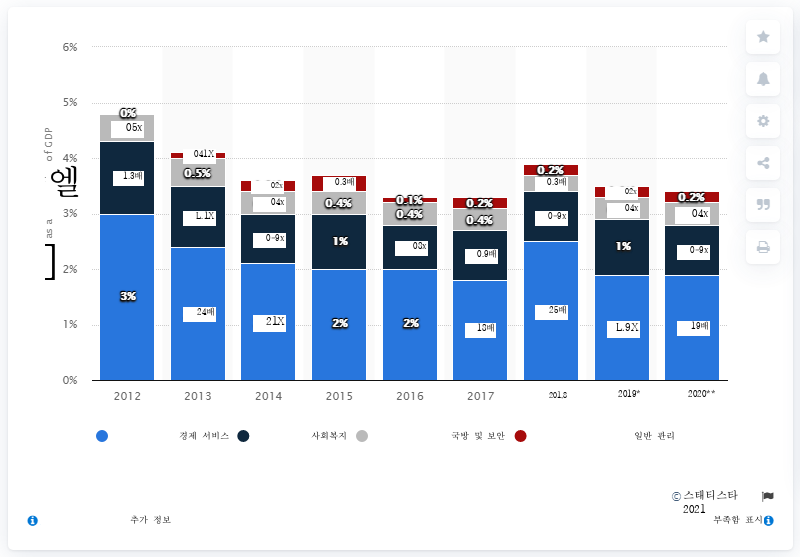 6%
5%
4%
3%
2%
1%
0%
of GDP
엘
as a
]
0% 05x 1.3배 3%
041X 0.5% L.1X 24배
02x 04x 0-9x 21X
0.3배 0.4% 1% 2%
0.1% 0.4% 03x 2%
0.2% 0.4% 0.9배 18배
0.2% 0.3배 0-9x 25배
02x 04x 1% L.9X
0.2% 04x 0-9x 19배
2012 2013 2014 2015 2016 2017 2018 2019* 2020**
경제 서비스 사회복지 국방 및 보안 일반 관리
©스태티스타
2021
추가 정보 부족함 표시